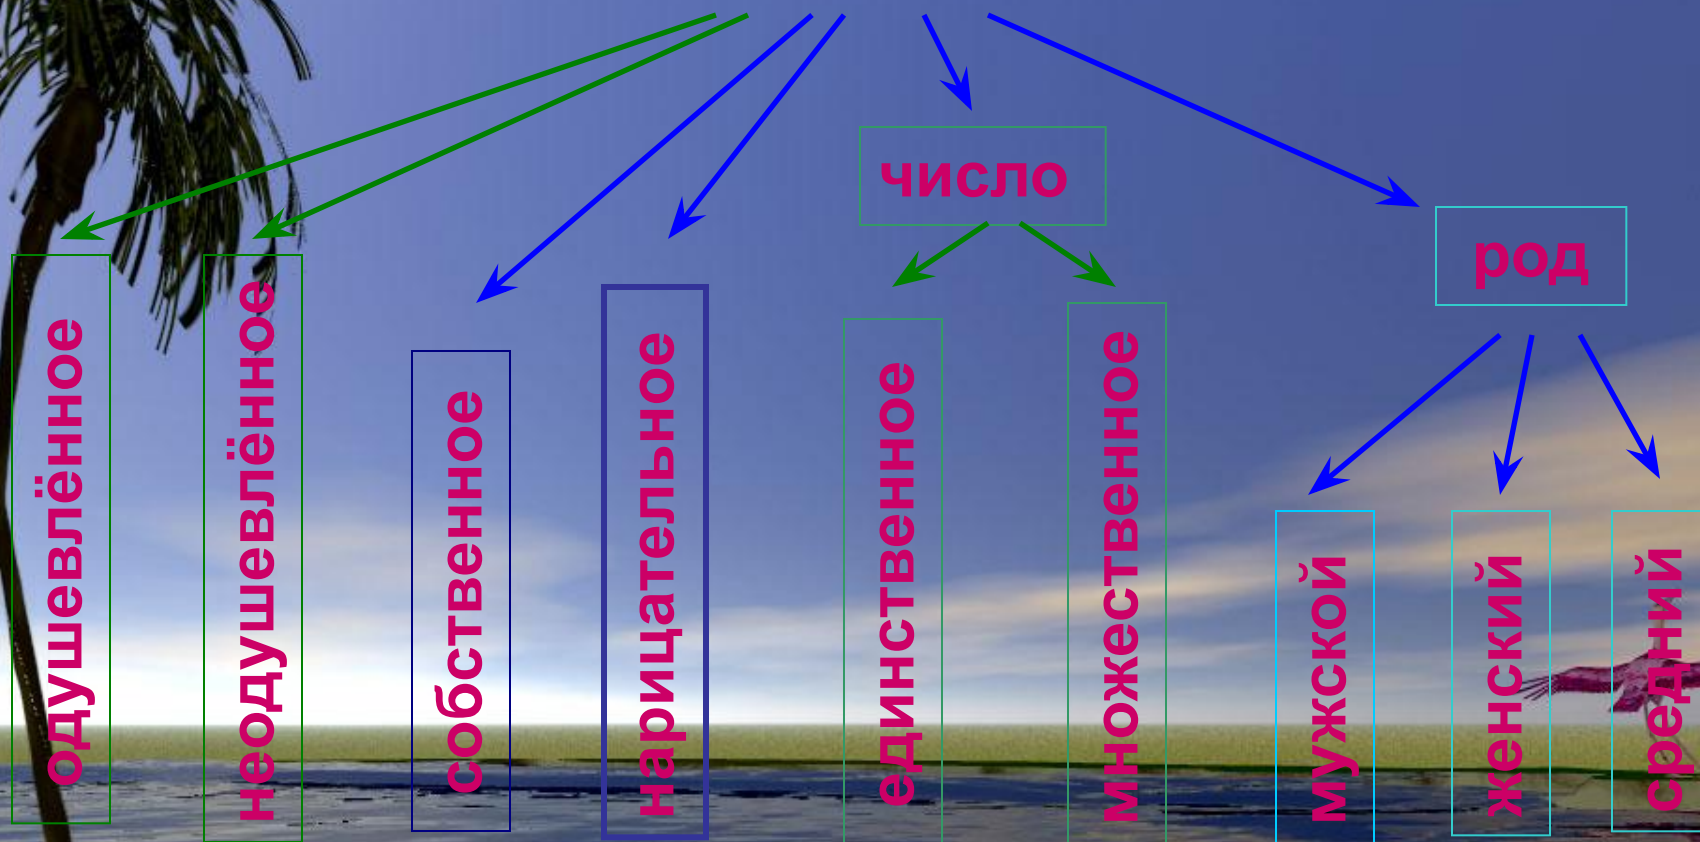 число
род
одушевлённое
неодушевлённое
собственное
нарицательное
единственное
множественное
мужской
женский
средний